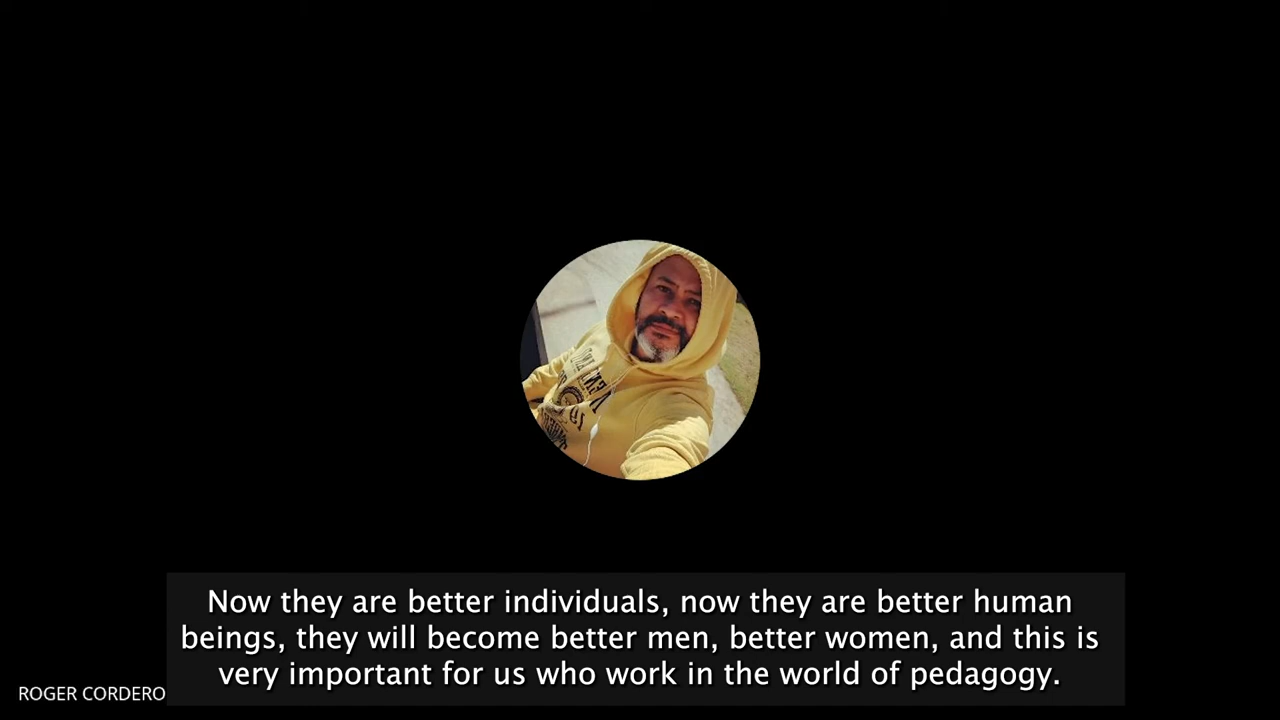 Now they are better individuals, now they are better human
beings, they will become better men, better women, and this is
very important for us who work in the world of pedagogy.
ROGER CORDERO